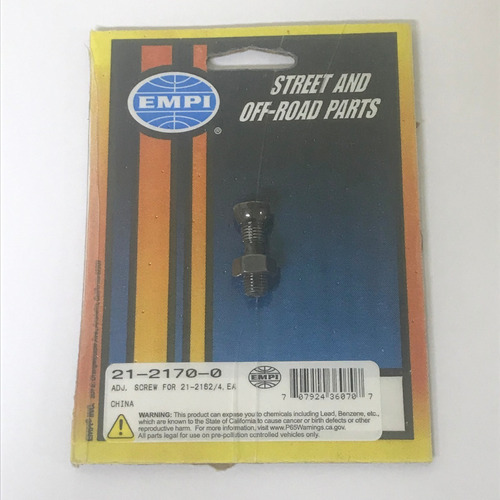 EMPI
®
STREET AND
OFF-ROAD PARTS
21-2170-0
ADJ. SCREW FOR 21-2182/4, EA
CHINA
EMPI
7 07924 36070 7
WARNING: This product can expose you to chemicals including Lead, Benzene, etc.,
which are known to the State of California to cause cancer or birth defects or other
reproductive harm. For more information, visit www.P65Warnings.ca.gov.
All parts legal for use on pre-pollution controlled vehicles only.